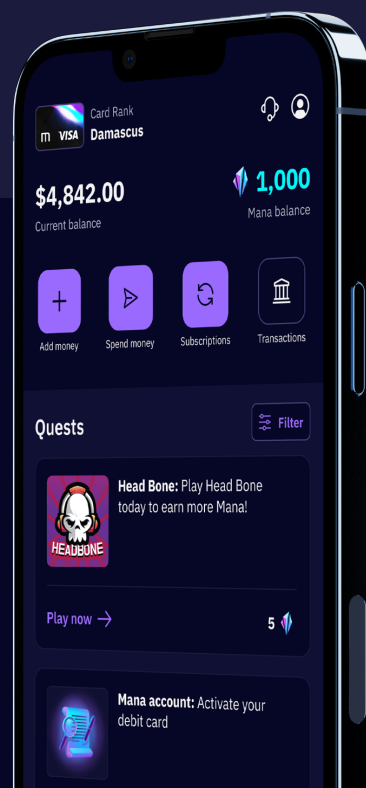 Card Rank
m VISA
Damascus
$4,842.00
1,000
Current balance
Mana balance
Add money
Spend money
Subscriptions
Transactions
Quests
Filter
Head Bone: Play Head Bone
today to earn more Mana!
HEADBONE
Play now
5
Mana account: Activate your
debit card